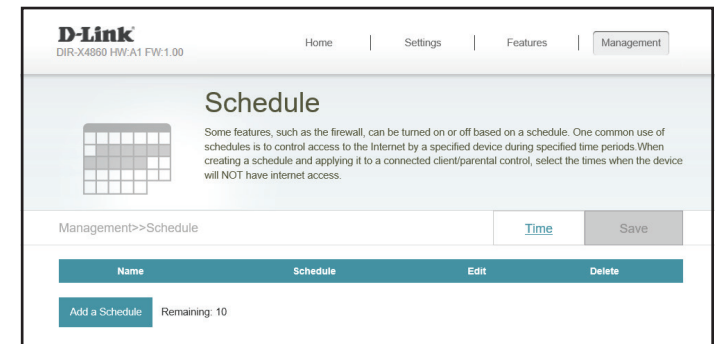 D-Link
DIR-X4860 HW:A1 FW:1.00
Home | Settings | Features | Management
Schedule
Some features, such as the firewall, can be turned on or off based on a schedule. One common use of
schedules is to control access to the Internet by a specified device during specified time periods.When
creating a schedule and applying it to a connected client/parental control, select the times when the device
will NOT have internet access.
Management>>Schedule
Time Save
Name Schedule Edit Delete
Add a Schedule Remaining: 10